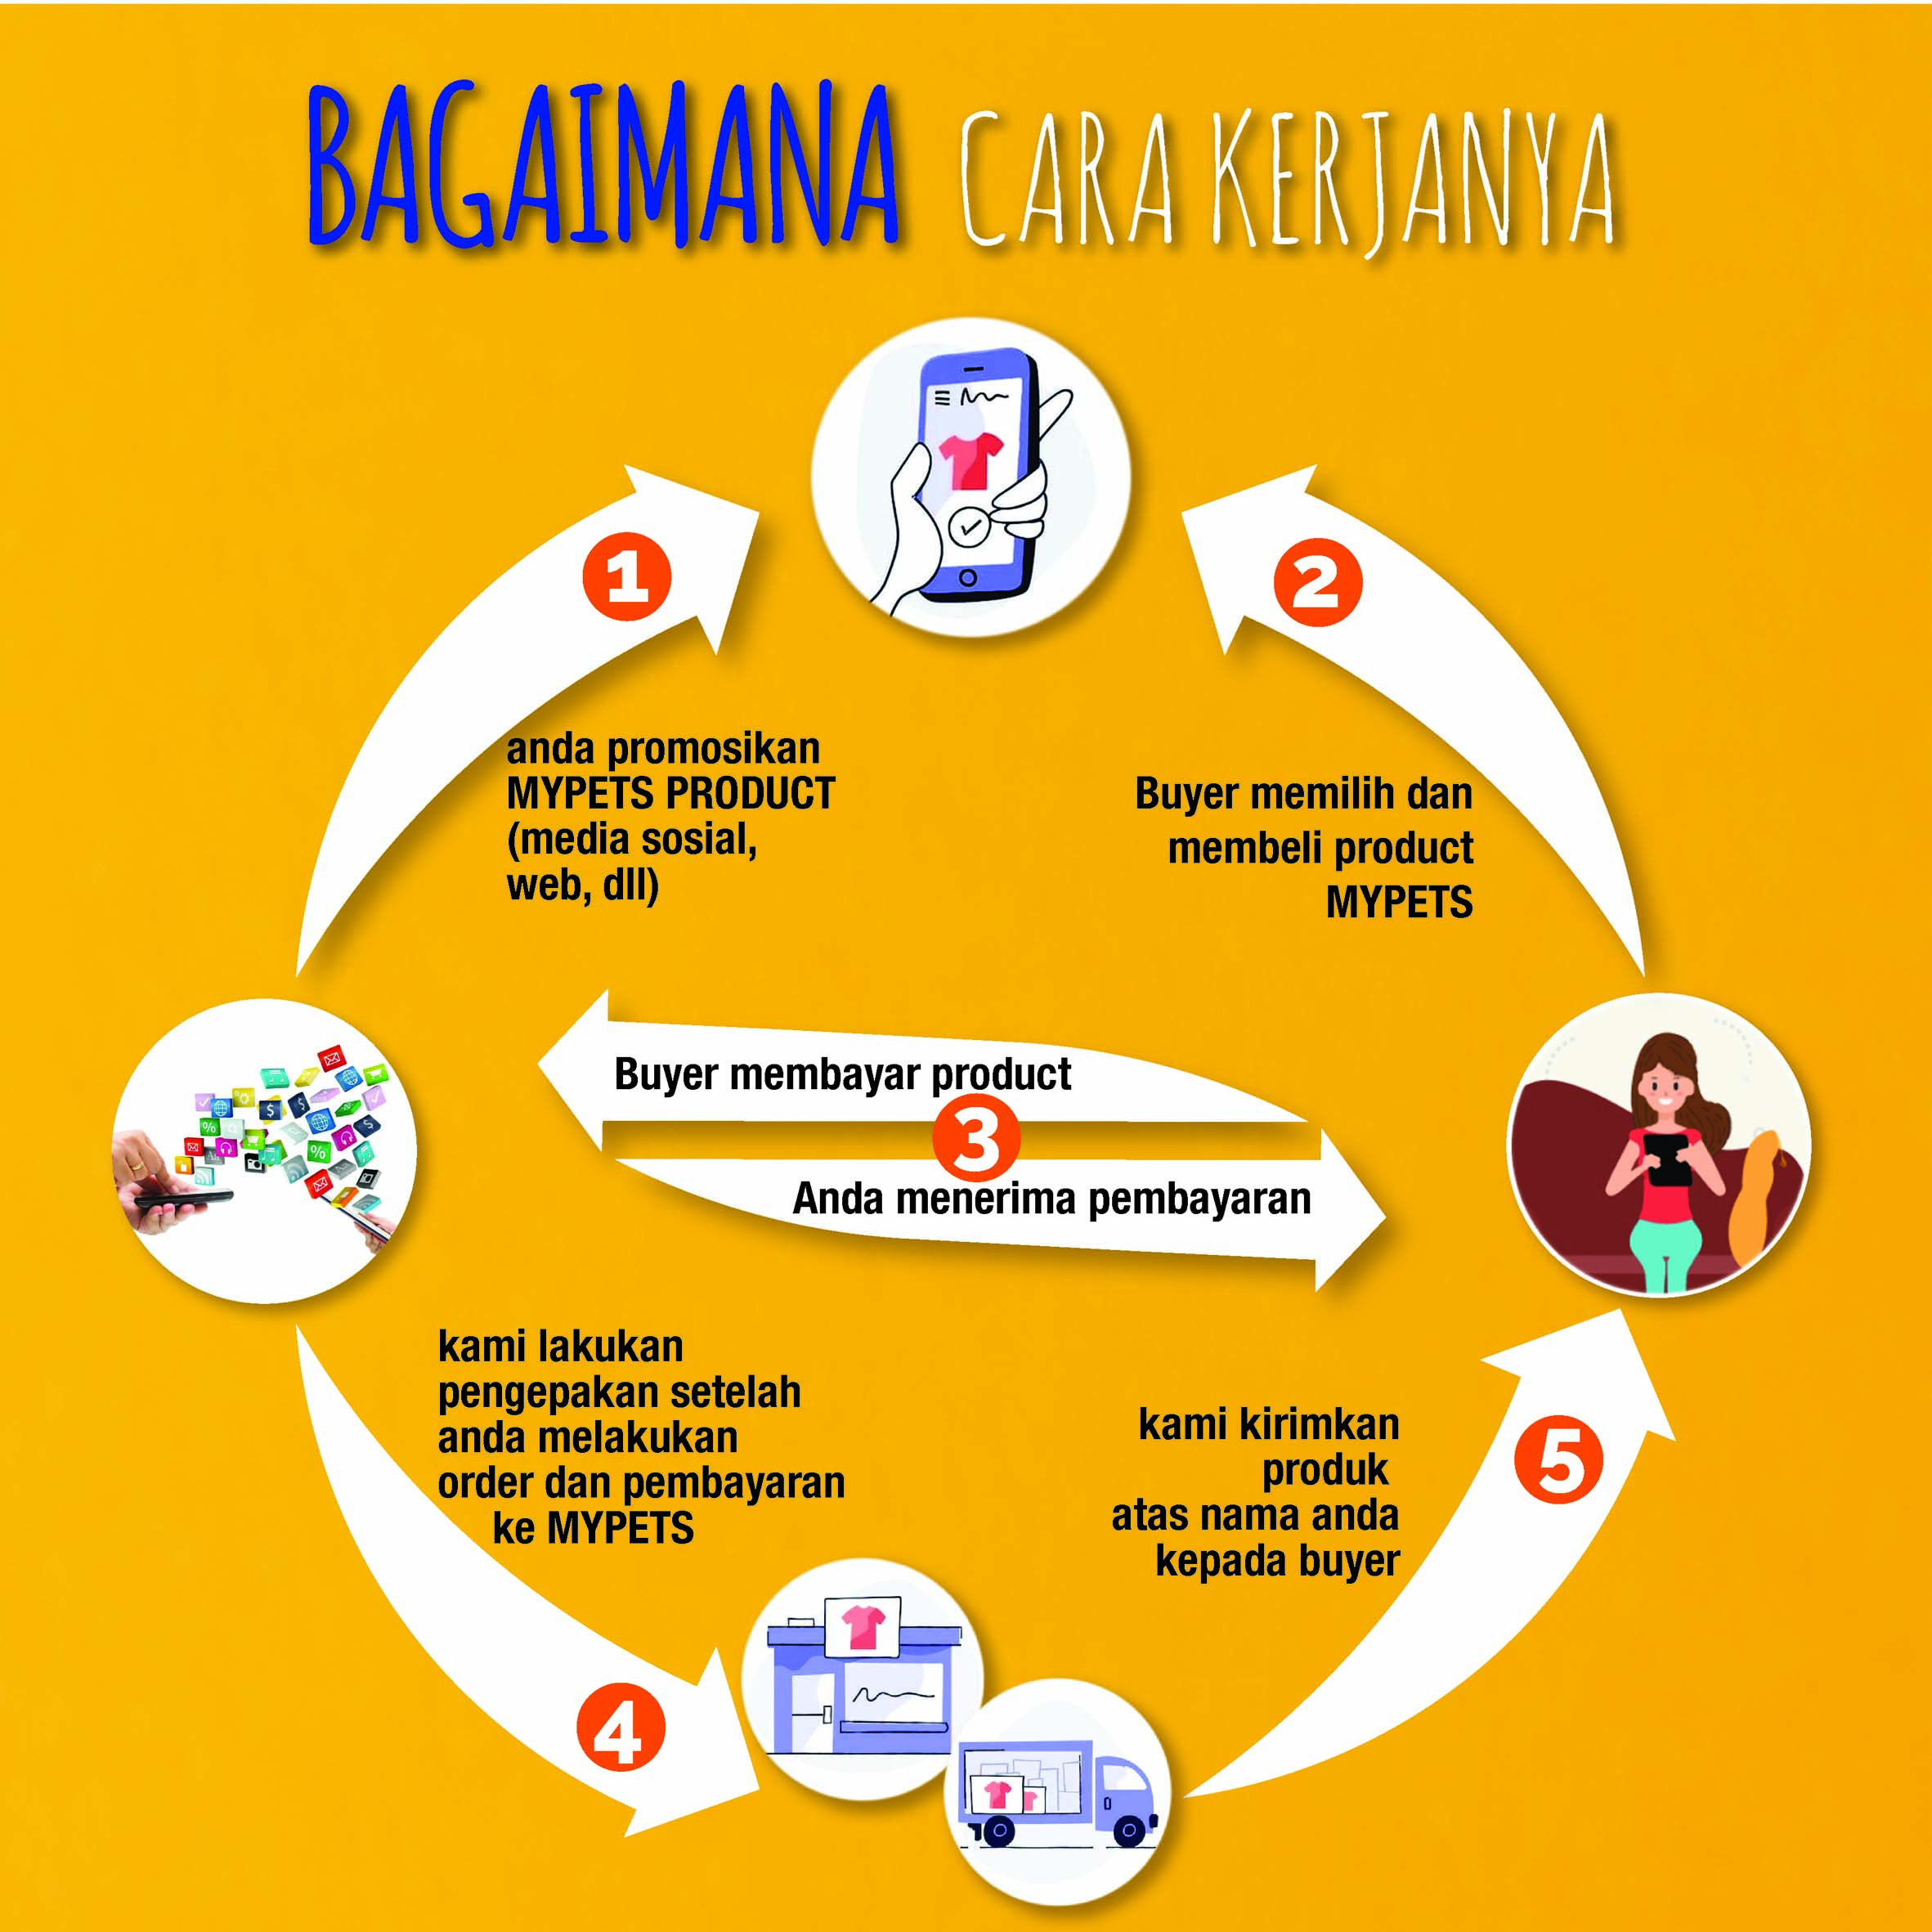 BAGAIMANA CARA KERJANYA
1
anda promosikan
MYPETS PRODUCT
(media sosial,
web, dll)
2
Buyer memilih dan
membeli product
MYPETS
Buyer membayar product
3
Anda menerima pembayaran
kami lakukan
pengepakan setelah
anda melakukan
order dan pembayaran
ke MYPETS
4
kami kirimkan
produk
atas nama anda
kepada buyer
5